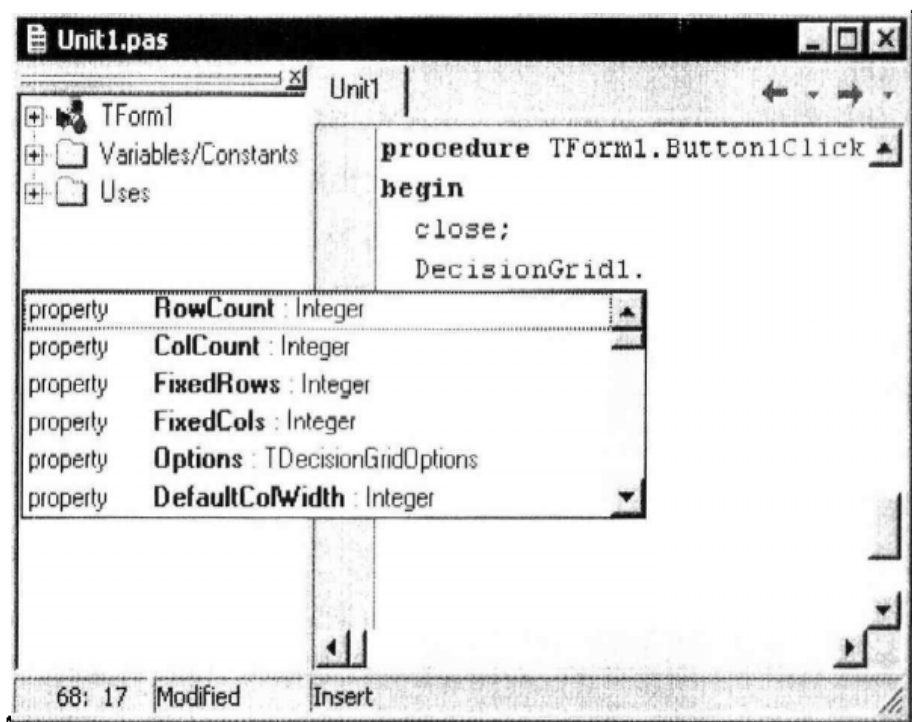 Unit1.pas
TForm1
Variables/Constants
Uses
Unit1
procedure TForm1.Button1Click
begin
close;
DecisionGrid1.
property RowCount : Integer
property ColCount : Integer
property FixedRows : Integer
property FixedCols : Integer
property Options : TDecisionGridOptions
property DefaultColWidth : Integer
68: 17 Modified Insert